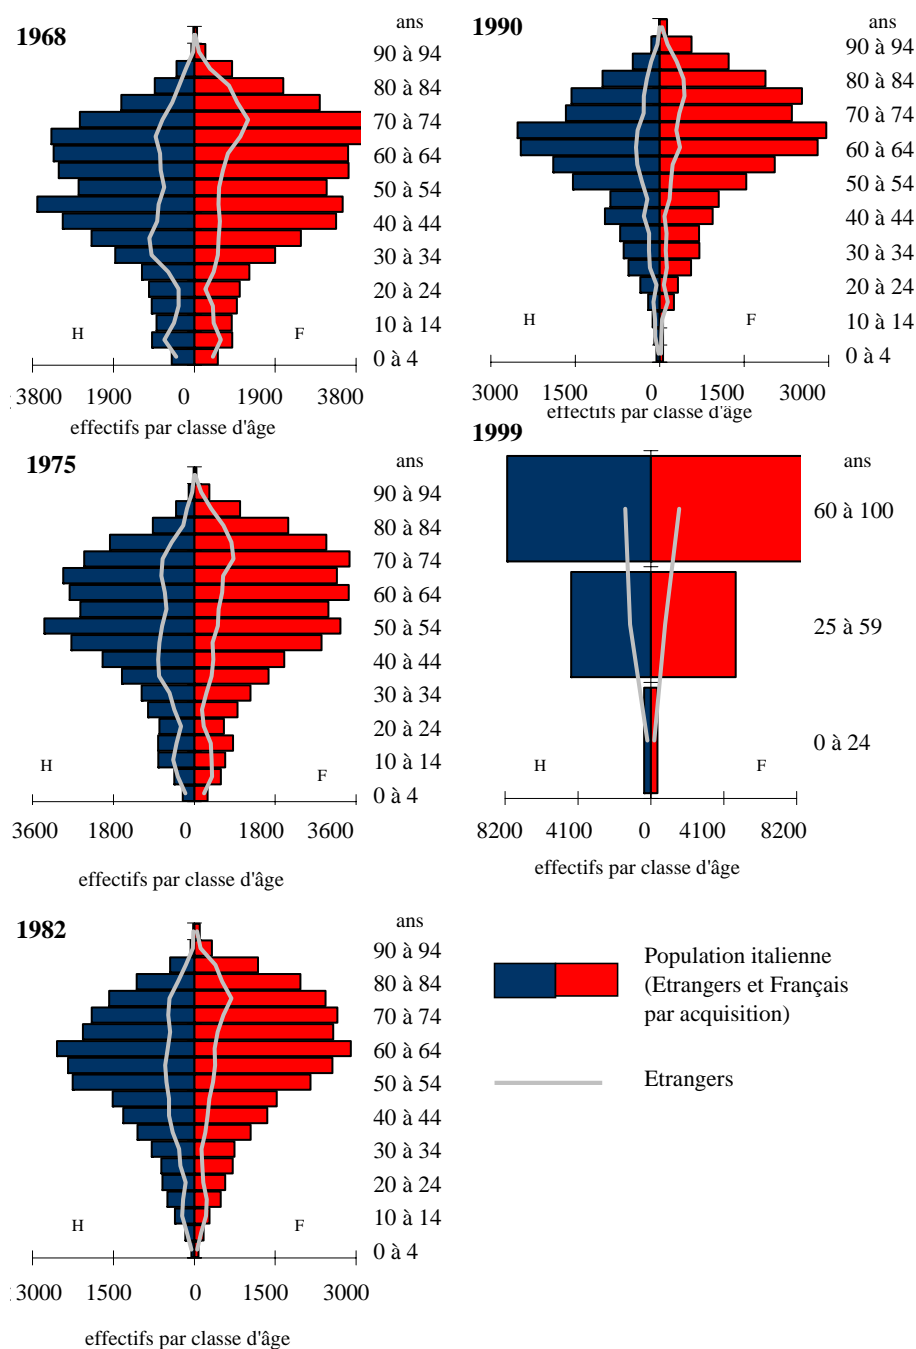 1968
ans
90 à 94
80 à 84
70 à 74
60 à 64
50 à 54
40 à 44
30 à 34
20 à 24
10 à 14
0 à 4
H
F
3800 1900 0 1900 3800
effectifs par classe d'âge
1990
ans
90 à 94
80 à 84
70 à 74
60 à 64
50 à 54
40 à 44
30 à 34
20 à 24
10 à 14
0 à 4
H
F
3000 1500 0 1500 3000
effectifs par classe d'âge
1975
ans
90 à 94
80 à 84
70 à 74
60 à 64
50 à 54
40 à 44
30 à 34
20 à 24
10 à 14
0 à 4
H
F
3600 1800 0 1800 3600
effectifs par classe d'âge
1999
ans
60 à 100
25 à 59
0 à 24
H
F
8200 4100 0 4100 8200
effectifs par classe d'âge
1982
ans
90 à 94
80 à 84
70 à 74
60 à 64
50 à 54
40 à 44
30 à 34
20 à 24
10 à 14
0 à 4
H
F
3000 1500 0 1500 3000
effectifs par classe d'âge
Population italienne
(Etrangers et Français
par acquisition)
Etrangers